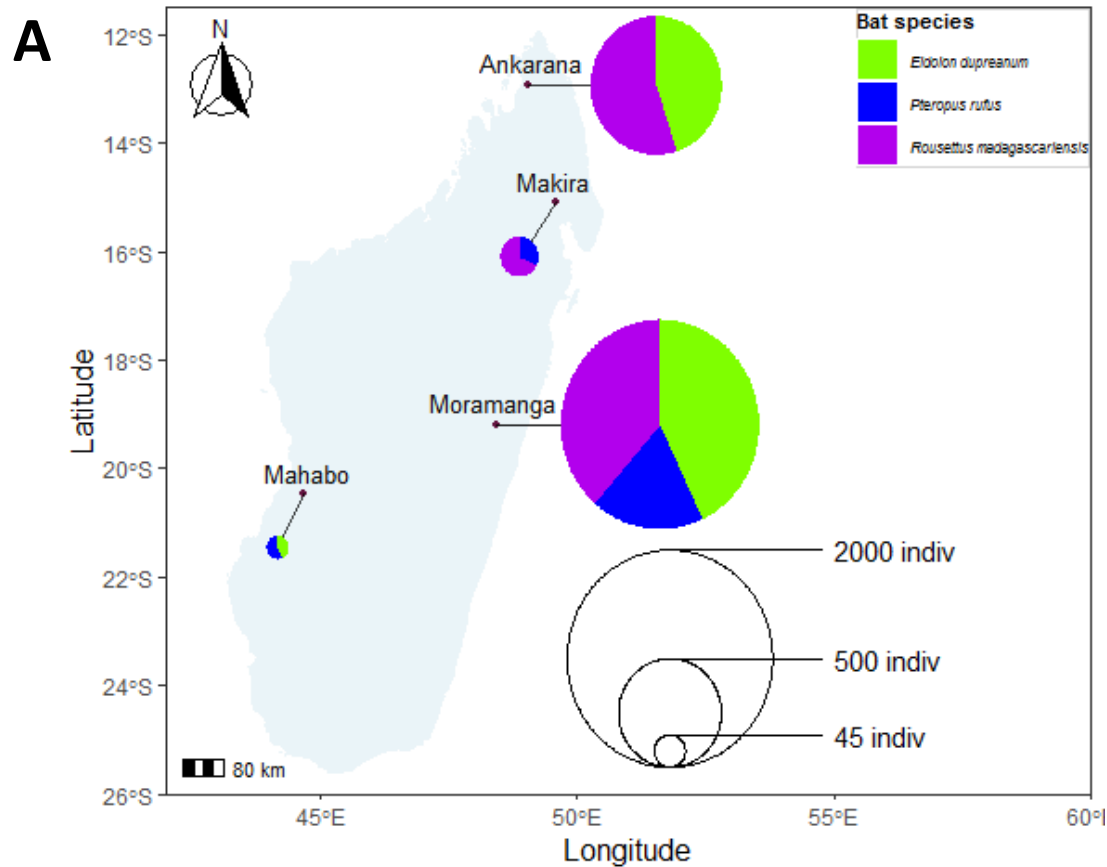 A
N
12°S
14°S
16°S
18°S
20°S
22°S
24°S
26°S
Latitude
Ankarana
Makira
Moramanga
Mahabo
Bat species
Eidolon dupreanum
Pteropus rufus
Rousettus madagascariensis
2000 indiv
500 indiv
45 indiv
80 km
45°E
50°E
55°E
60°
Longitude